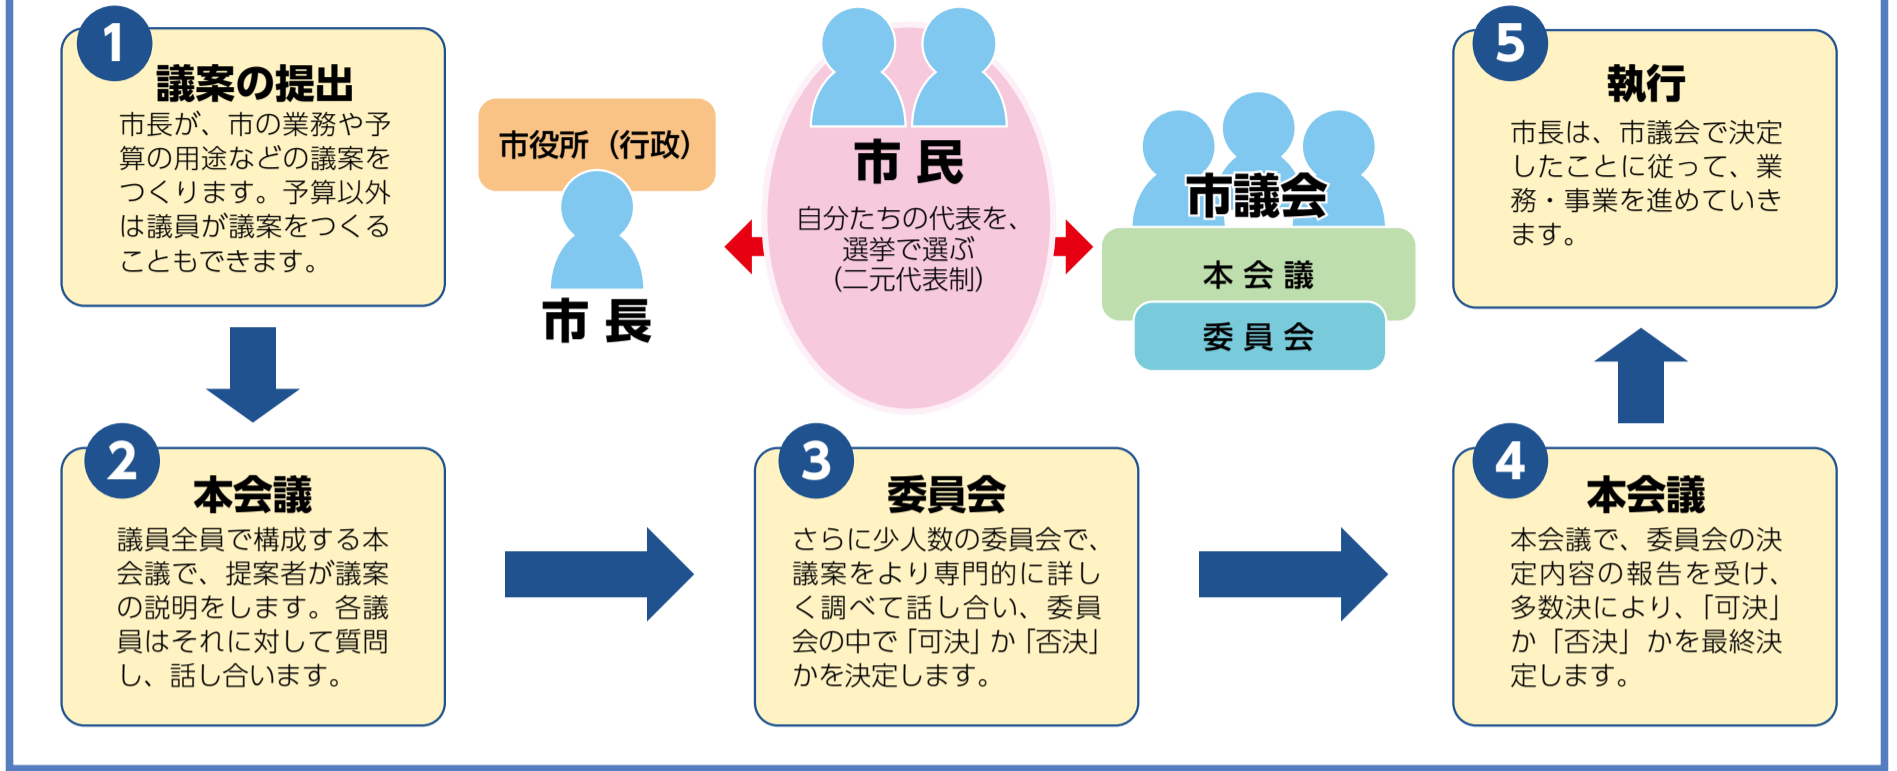 1
議案の提出
市長が、市の業務や予
算の用途などの議案を
つくります。予算以外
は議員が議案をつくる
こともできます。
市役所（行政）
市長
市民
自分たちの代表を、
選挙で選ぶ
（二元代表制）
市議会
本会議
委員会
5
執行
市長は、市議会で決定
したことに従って、業
務・事業を進めていき
ます。
2
本会議
議員全員で構成する本
会議で、提案者が議案
の説明をします。各議
員はそれに対して質問
し、話し合います。
3
委員会
さらに少人数の委員会で、
議案をより専門的に詳し
く調べて話し合い、委員
会の中で「可決」か「否決」
かを決定します。
4
本会議
本会議で、委員会の決
定内容の報告を受け、
多数決により、「可決」
か「否決」かを最終決
定します。